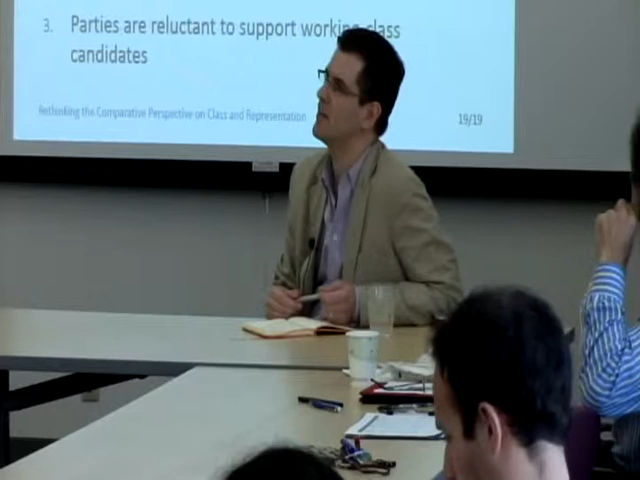 3. Parties are reluctant to support working class
candidates
Rethinking the Comparative Perspective on Class and Representation
19/19